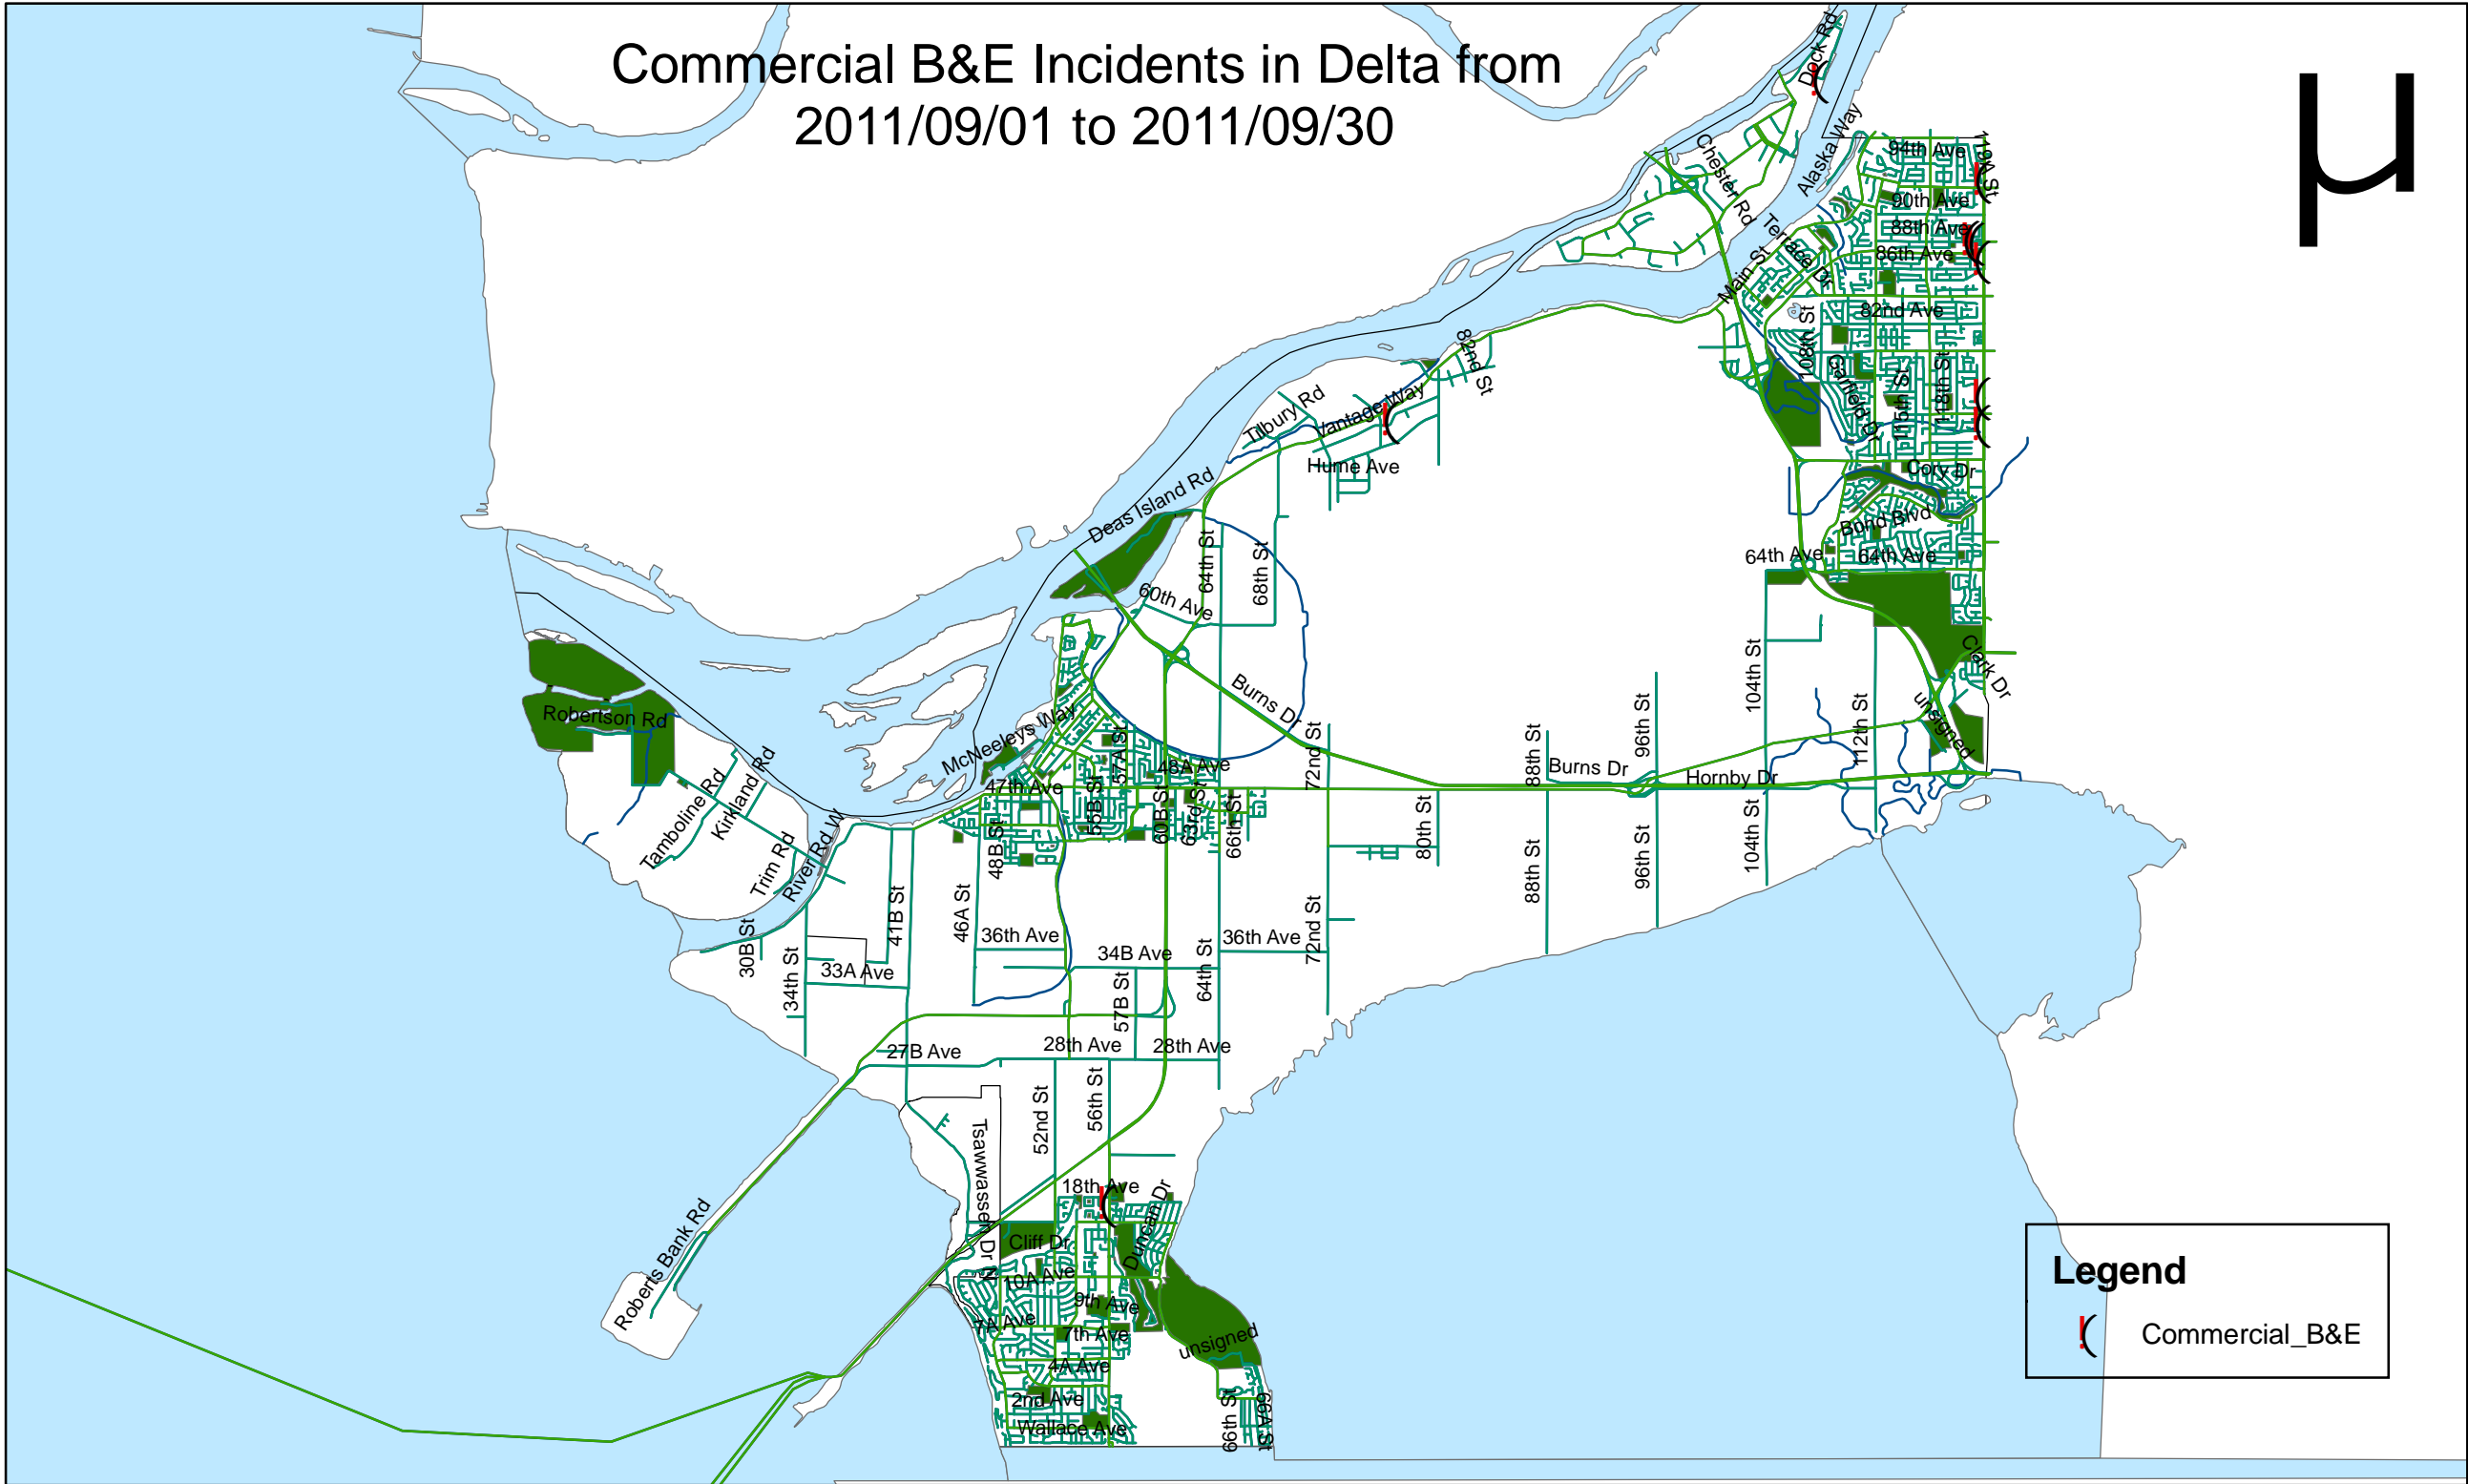 Commercial B&E Incidents in Delta from
2011/09/01 to 2011/09/30
µ
Dock Rd
Alaska Way
Chester Rd
94th Ave
119A St
90th Ave
88th Ave
86th Ave
Terrace Dr
Main St
82nd Ave
108th St
Garfield Dr
115th St
118th St
82nd St
Tilbury Rd
Vantage Way
Hume Ave
Cory Dr
Bond Blvd
64th Ave
64th Ave
Deas Island Rd
64th St
68th St
60th Ave
Clark Dr
104th St
112th St
unsigned
Burns Dr
96th St
88th St
72nd St
Robertson Rd
McNeeleys Way
57A St
48A Ave
47th Ave
55B St
60B St
63rd St
66th St
Burns Dr
Hornby Dr
Tamboline Rd
Kirkland Rd
Trim Rd
River Rd W
48B St
80th St
88th St
96th St
104th St
41B St
46A St
30B St
34th St
33A Ave
36th Ave
34B Ave
36th Ave
72nd St
64th St
57B St
27B Ave
28th Ave
28th Ave
52nd St
56th St
Tsawwassen Dr N
18th Ave
Duncan Dr
Cliff Dr
10A Ave
9th Ave
7A Ave
7th Ave
unsigned
4A Ave
2nd Ave
Wallace Ave
66th St
66A St
Roberts Bank Rd
Legend
!( Commercial_B&E